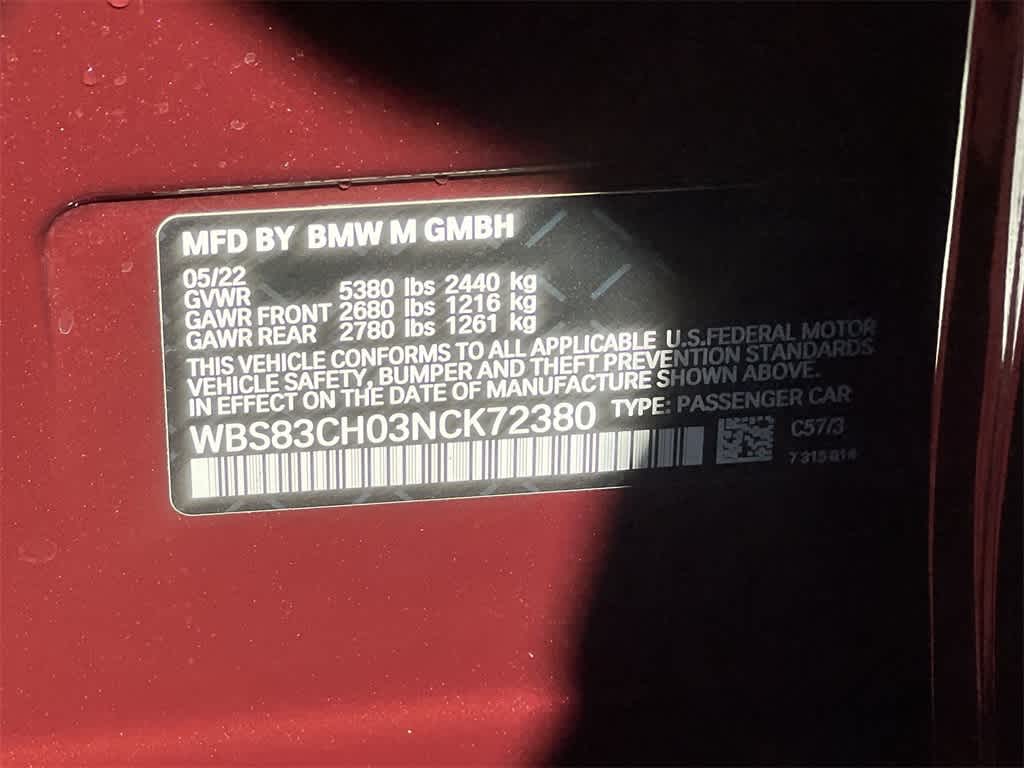 MFD BY BMW M GMBH
05/22
GVWR 5380 lbs 2440 kg
GAWR FRONT 2680 lbs 1216 kg
GAWR REAR 2780 lbs 1261 kg
THIS VEHICLE CONFORMS TO ALL APPLICABLE U.S.FEDERAL MOTOR
VEHICLE SAFETY, BUMPER AND THEFT PREVENTION STANDARDS
IN EFFECT ON THE DATE OF MANUFACTURE SHOWN ABOVE.
WBS83CH03NCK72380 TYPE: PASSENGER CAR
C57/3